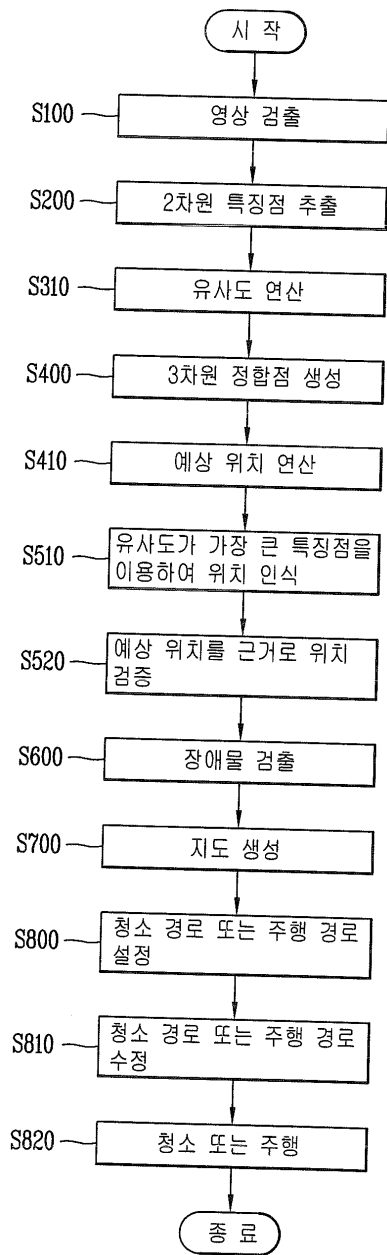 시 작
S100
영상 검출
S200
2차원 특징점 추출
S310
유사도 연산
S400
3차원 정합점 생성
S410
예상 위치 연산
S510
유사도가 가장 큰 특징점을
이용하여 위치 인식
S520
예상 위치를 근거로 위치
검증
S600
장애물 검출
S700
지도 생성
S800
청소 경로 또는 주행 경로
설정
S810
청소 경로 또는 주행 경로
수정
S820
청소 또는 주행
종 료